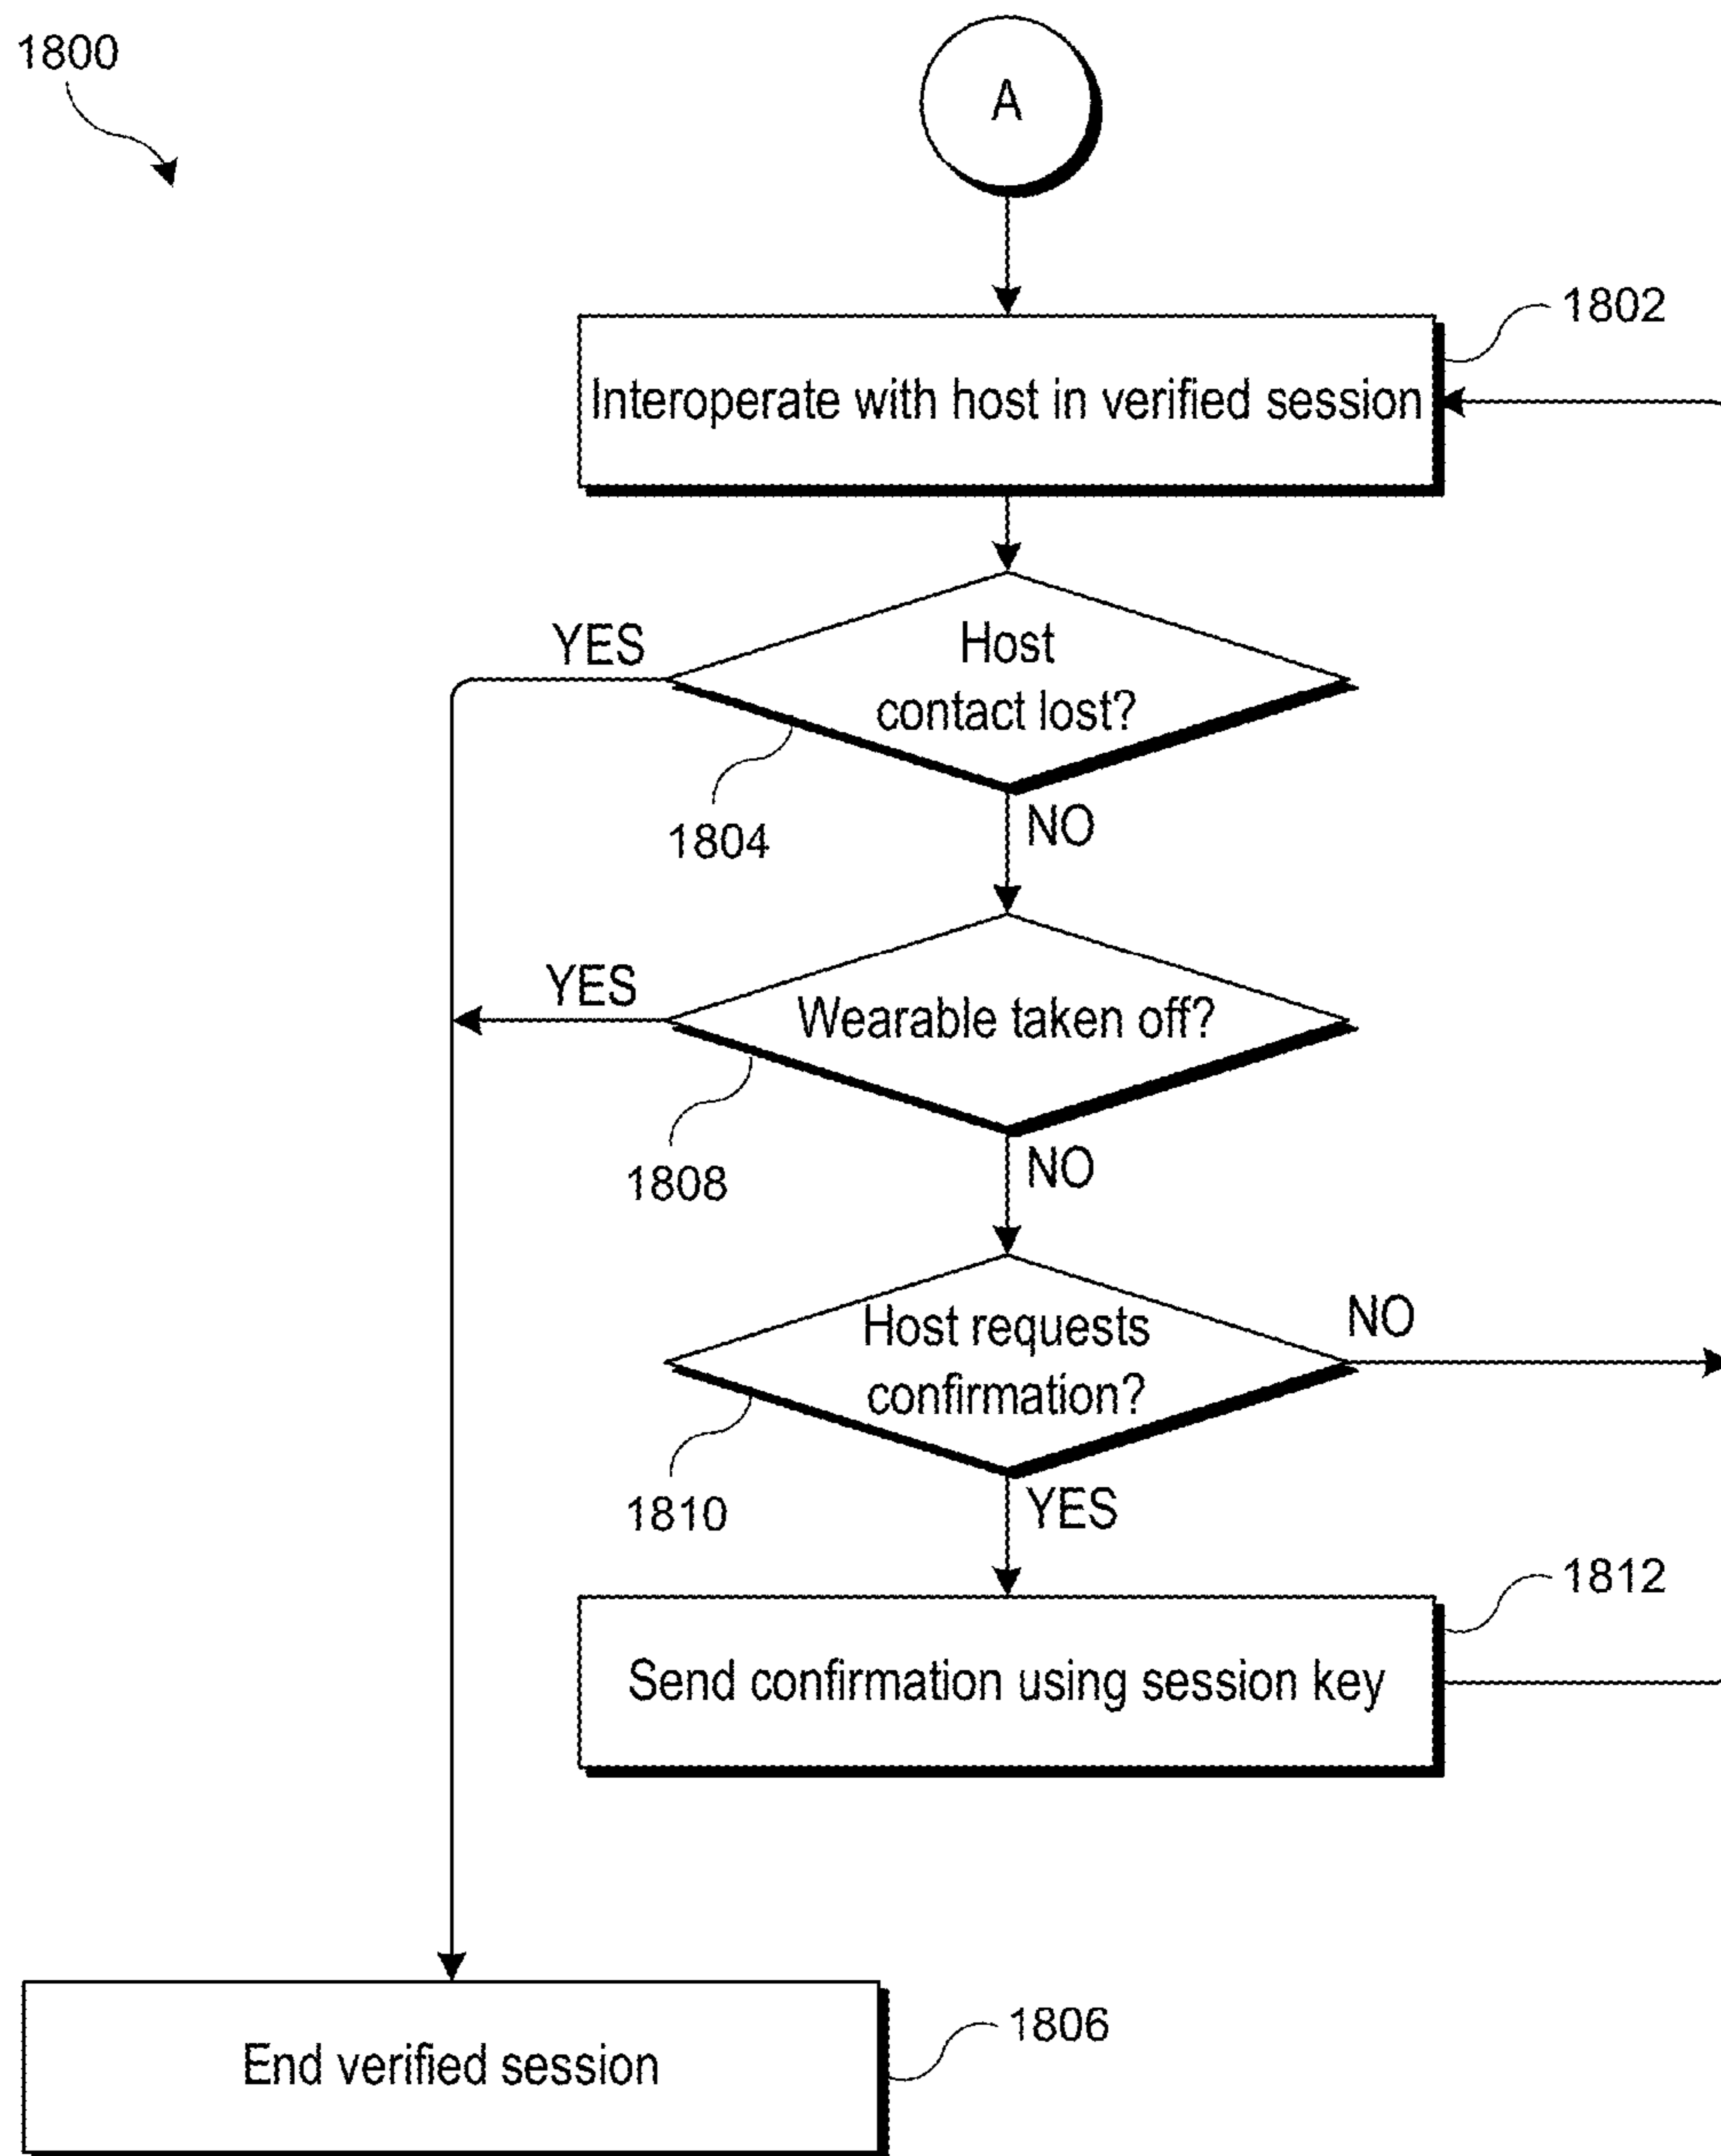 1800
A
1802
Interoperate with host in verified session
YES
Host
contact lost?
1804
NO
YES
Wearable taken off?
1808
NO
Host requests
confirmation?
NO
1810
YES
1812
Send confirmation using session key
1806
End verified session